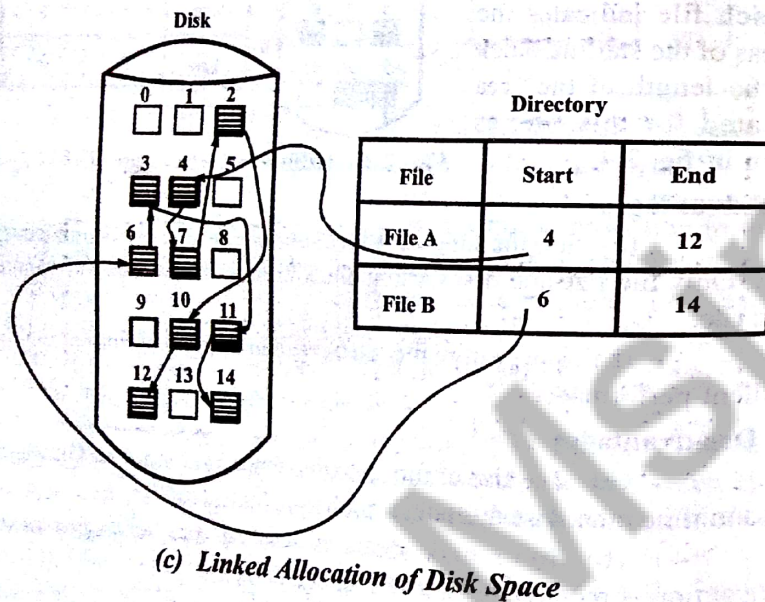 Disk
0 1 2
3 4 5
6 7 8
9 10 11
12 13 14
Directory
File Start End
File A 4 12
File B 6 14
(c) Linked Allocation of Disk Space